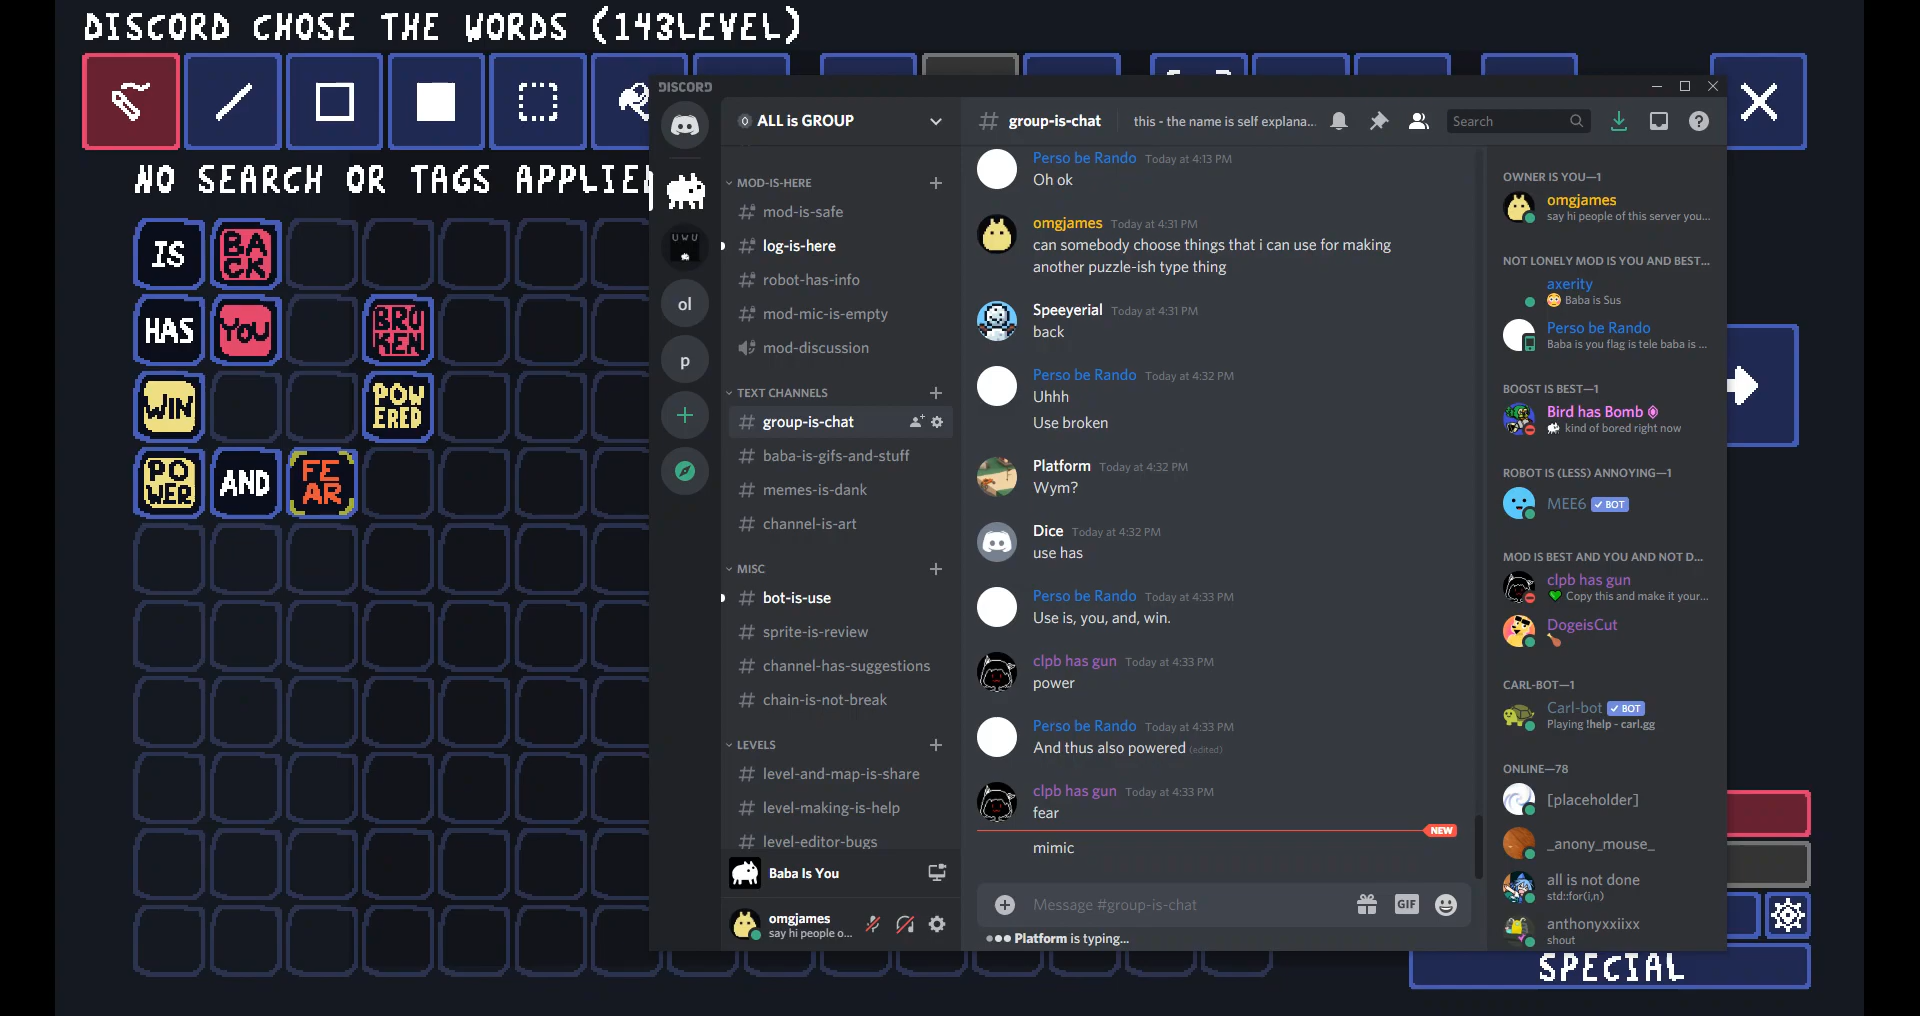 DISCORD CHOSE THE WORDS (143LEVEL)
NO SEARCH OR TAGS APPLIE
IS
BACK
HAS
YOU
BROKEN
WIN
POWERED
POWER
AND
FEAR
SPECIAL
DISCORD
UWU
ol
p
ALL is GROUP
MOD-IS-HERE
mod-is-safe
log-is-here
robot-has-info
mod-mic-is-empty
mod-discussion
TEXT CHANNELS
group-is-chat
baba-is-gifs-and-stuff
memes-is-dank
channel-is-art
MISC
bot-is-use
sprite-is-review
channel-has-suggestions
chain-is-not-break
LEVELS
level-and-map-is-share
level-making-is-help
level-editor-bugs
Baba Is You
omgjames
say hi people o...
group-is-chat
this - the name is self explana...
Search
Perso be Rando Today at 4:13 PM
Oh ok
omgjames Today at 4:31 PM
can somebody choose things that i can use for making
another puzzle-ish type thing
Speeyerial Today at 4:31 PM
back
Perso be Rando Today at 4:32 PM
Uhhh
Use broken
Platform Today at 4:32 PM
Wym?
Dice Today at 4:32 PM
use has
Perso be Rando Today at 4:33 PM
Use is, you, and, win.
clpb has gun Today at 4:33 PM
power
Perso be Rando Today at 4:33 PM
And thus also powered (edited)
clpb has gun Today at 4:33 PM
fear
NEW
mimic
Message #group-is-chat
GIF
Platform is typing...
OWNER IS YOU—1
omgjames
say hi people of this server you...
NOT LONELY MOD IS YOU AND BEST...
axerity
Baba is Sus
Perso be Rando
Baba is you flag is tele baba is ...
BOOST IS BEST—1
Bird has Bomb
kind of bored right now
ROBOT IS (LESS) ANNOYING—1
MEE6 BOT
MOD IS BEST AND YOU AND NOT D...
clpb has gun
Copy this and make it your...
DogeisCut
CARL-BOT—1
Carl-bot BOT
Playing !help - carl.gg
ONLINE—78
[placeholder]
_anony_mouse_
all is not done
std::for(i,n)
anthonyxxiixx
shout